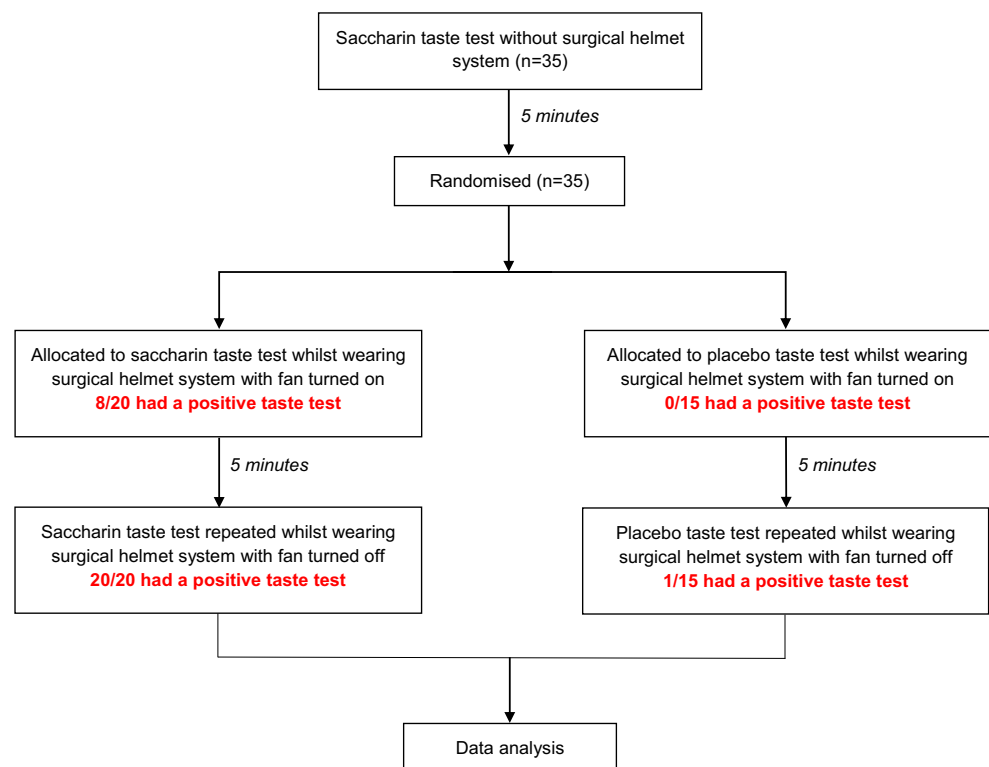 Saccharin taste test without surgical helmet
system (n=35)
5 minutes
Randomised (n=35)
Allocated to saccharin taste test whilst wearing
surgical helmet system with fan turned on
8/20 had a positive taste test
Allocated to placebo taste test whilst wearing
surgical helmet system with fan turned on
0/15 had a positive taste test
5 minutes
5 minutes
Saccharin taste test repeated whilst wearing
surgical helmet system with fan turned off
20/20 had a positive taste test
Placebo taste test repeated whilst wearing
surgical helmet system with fan turned off
1/15 had a positive taste test
Data analysis